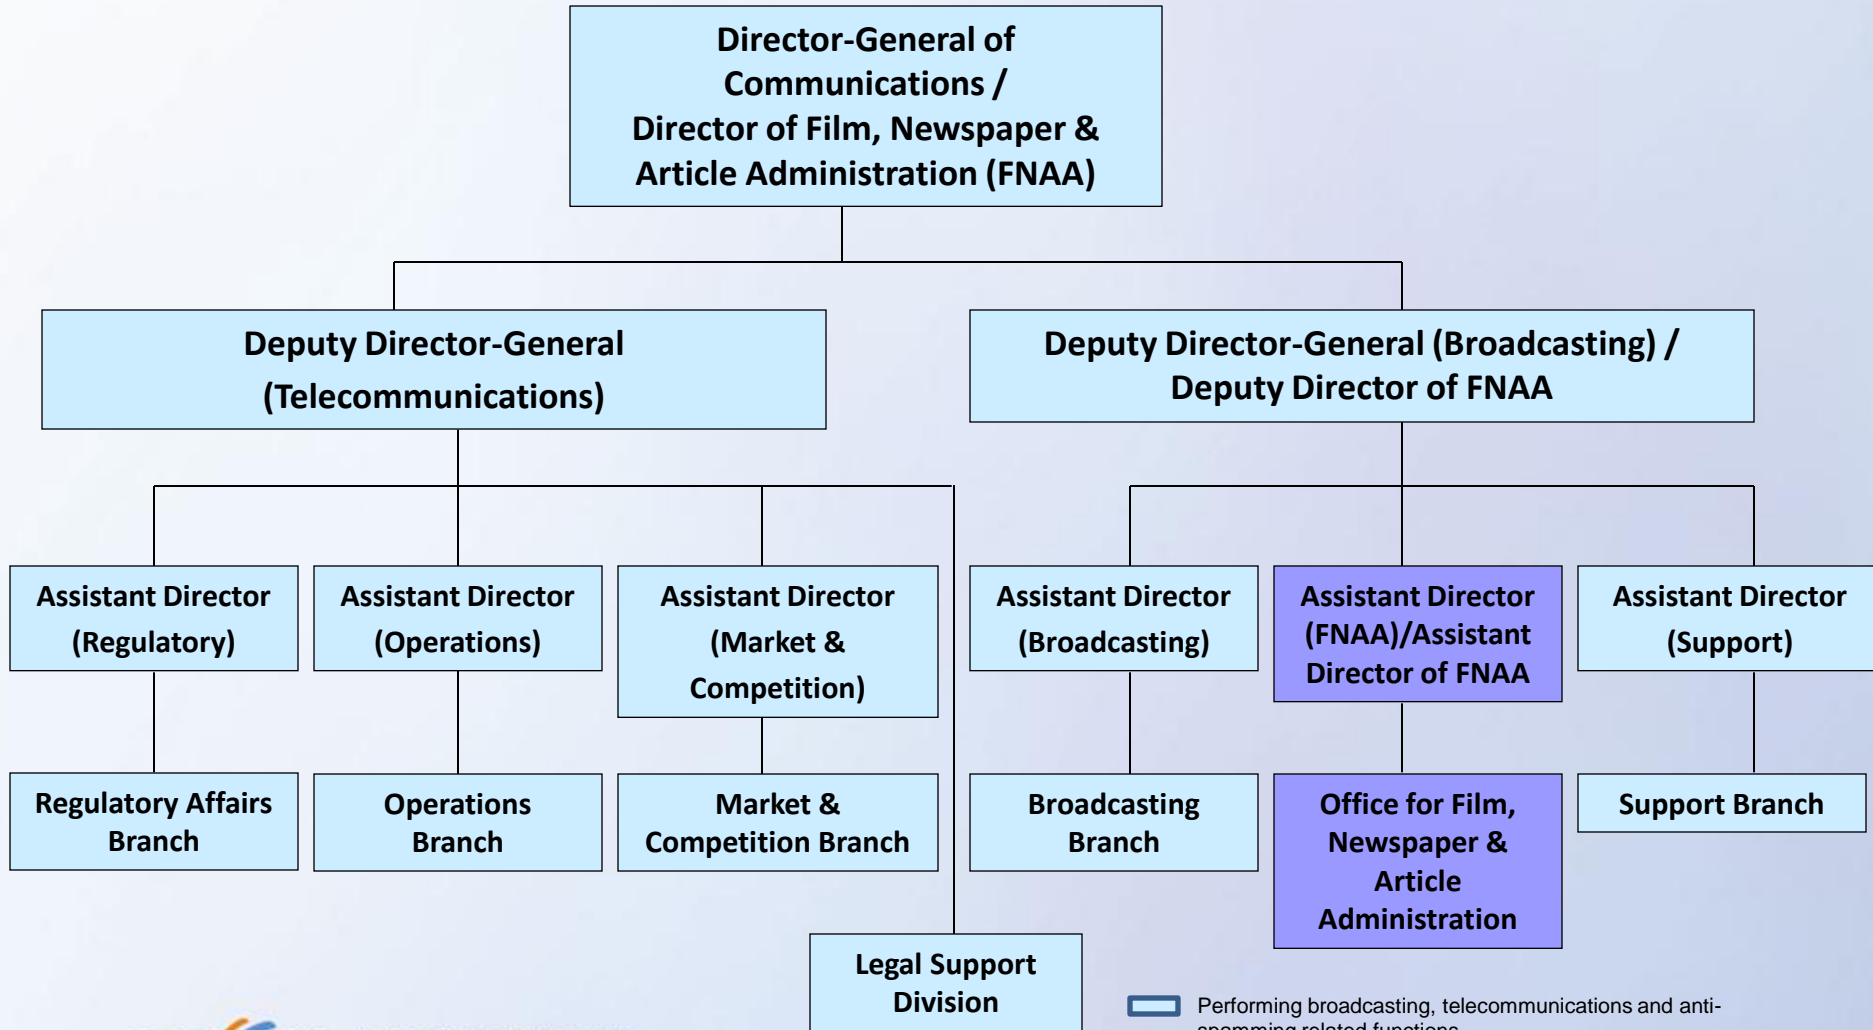 Director-General of
Communications /
Director of Film, Newspaper &
Article Administration (FNAA)
Deputy Director-General
(Telecommunications)
Deputy Director-General (Broadcasting) /
Deputy Director of FNAA
Assistant Director
(Regulatory)
Assistant Director
(Operations)
Assistant Director
(Market &
Competition)
Assistant Director
(Broadcasting)
Assistant Director
(FNAA)/Assistant
Director of FNAA
Assistant Director
(Support)
Regulatory Affairs
Branch
Operations
Branch
Market &
Competition Branch
Broadcasting
Branch
Office for Film,
Newspaper &
Article
Administration
Support Branch
Legal Support
Division
Performing broadcasting, telecommunications and anti-
spamming related functions